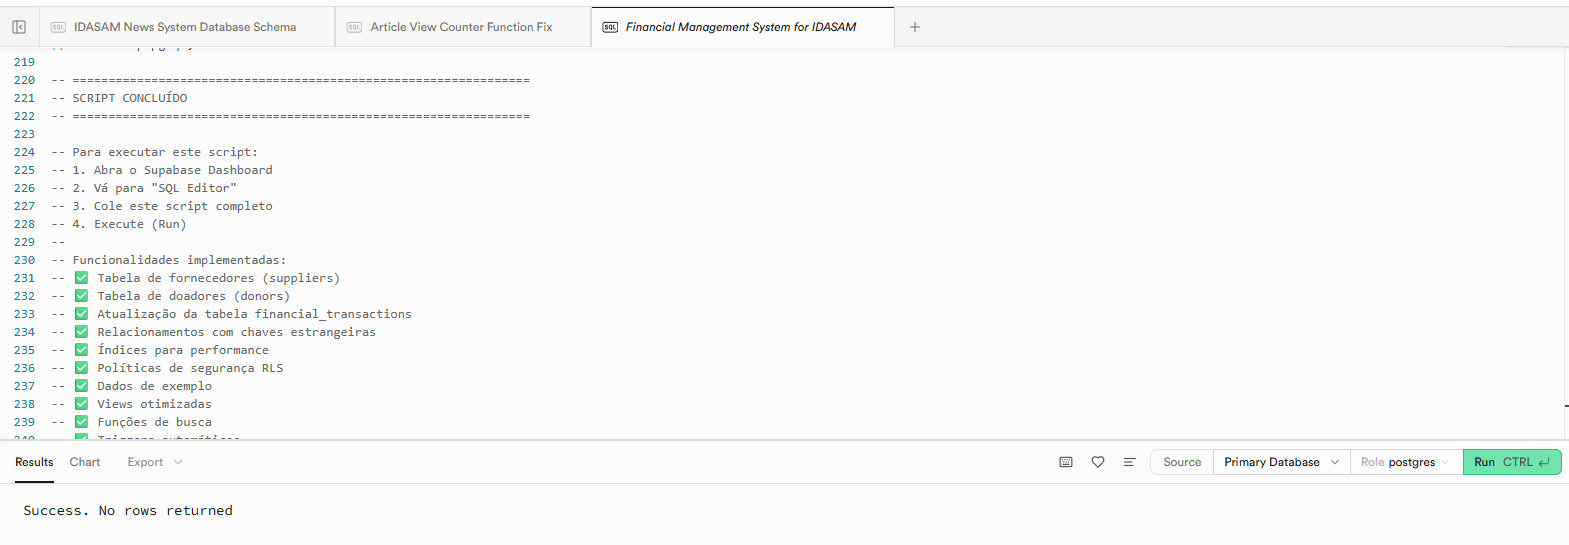 IDASAM News System Database Schema
Article View Counter Function Fix
Financial Management System for IDASAM
219
220 -- ================================================================
221 -- SCRIPT CONCLUÍDO
222 -- ================================================================
223
224 -- Para executar este script:
225 -- 1. Abra o Supabase Dashboard
226 -- 2. Vá para "SQL Editor"
227 -- 3. Cole este script completo
228 -- 4. Execute (Run)
229 --
230 -- Funcionalidades implementadas:
231 -- ✅ Tabela de fornecedores (suppliers)
232 -- ✅ Tabela de doadores (donors)
233 -- ✅ Atualização da tabela financial_transactions
234 -- ✅ Relacionamentos com chaves estrangeiras
235 -- ✅ Índices para performance
236 -- ✅ Políticas de segurança RLS
237 -- ✅ Dados de exemplo
238 -- ✅ Views otimizadas
239 -- ✅ Funções de busca
Results Chart Export Source Primary Database Role postgres Run CTRL ↵
Success. No rows returned